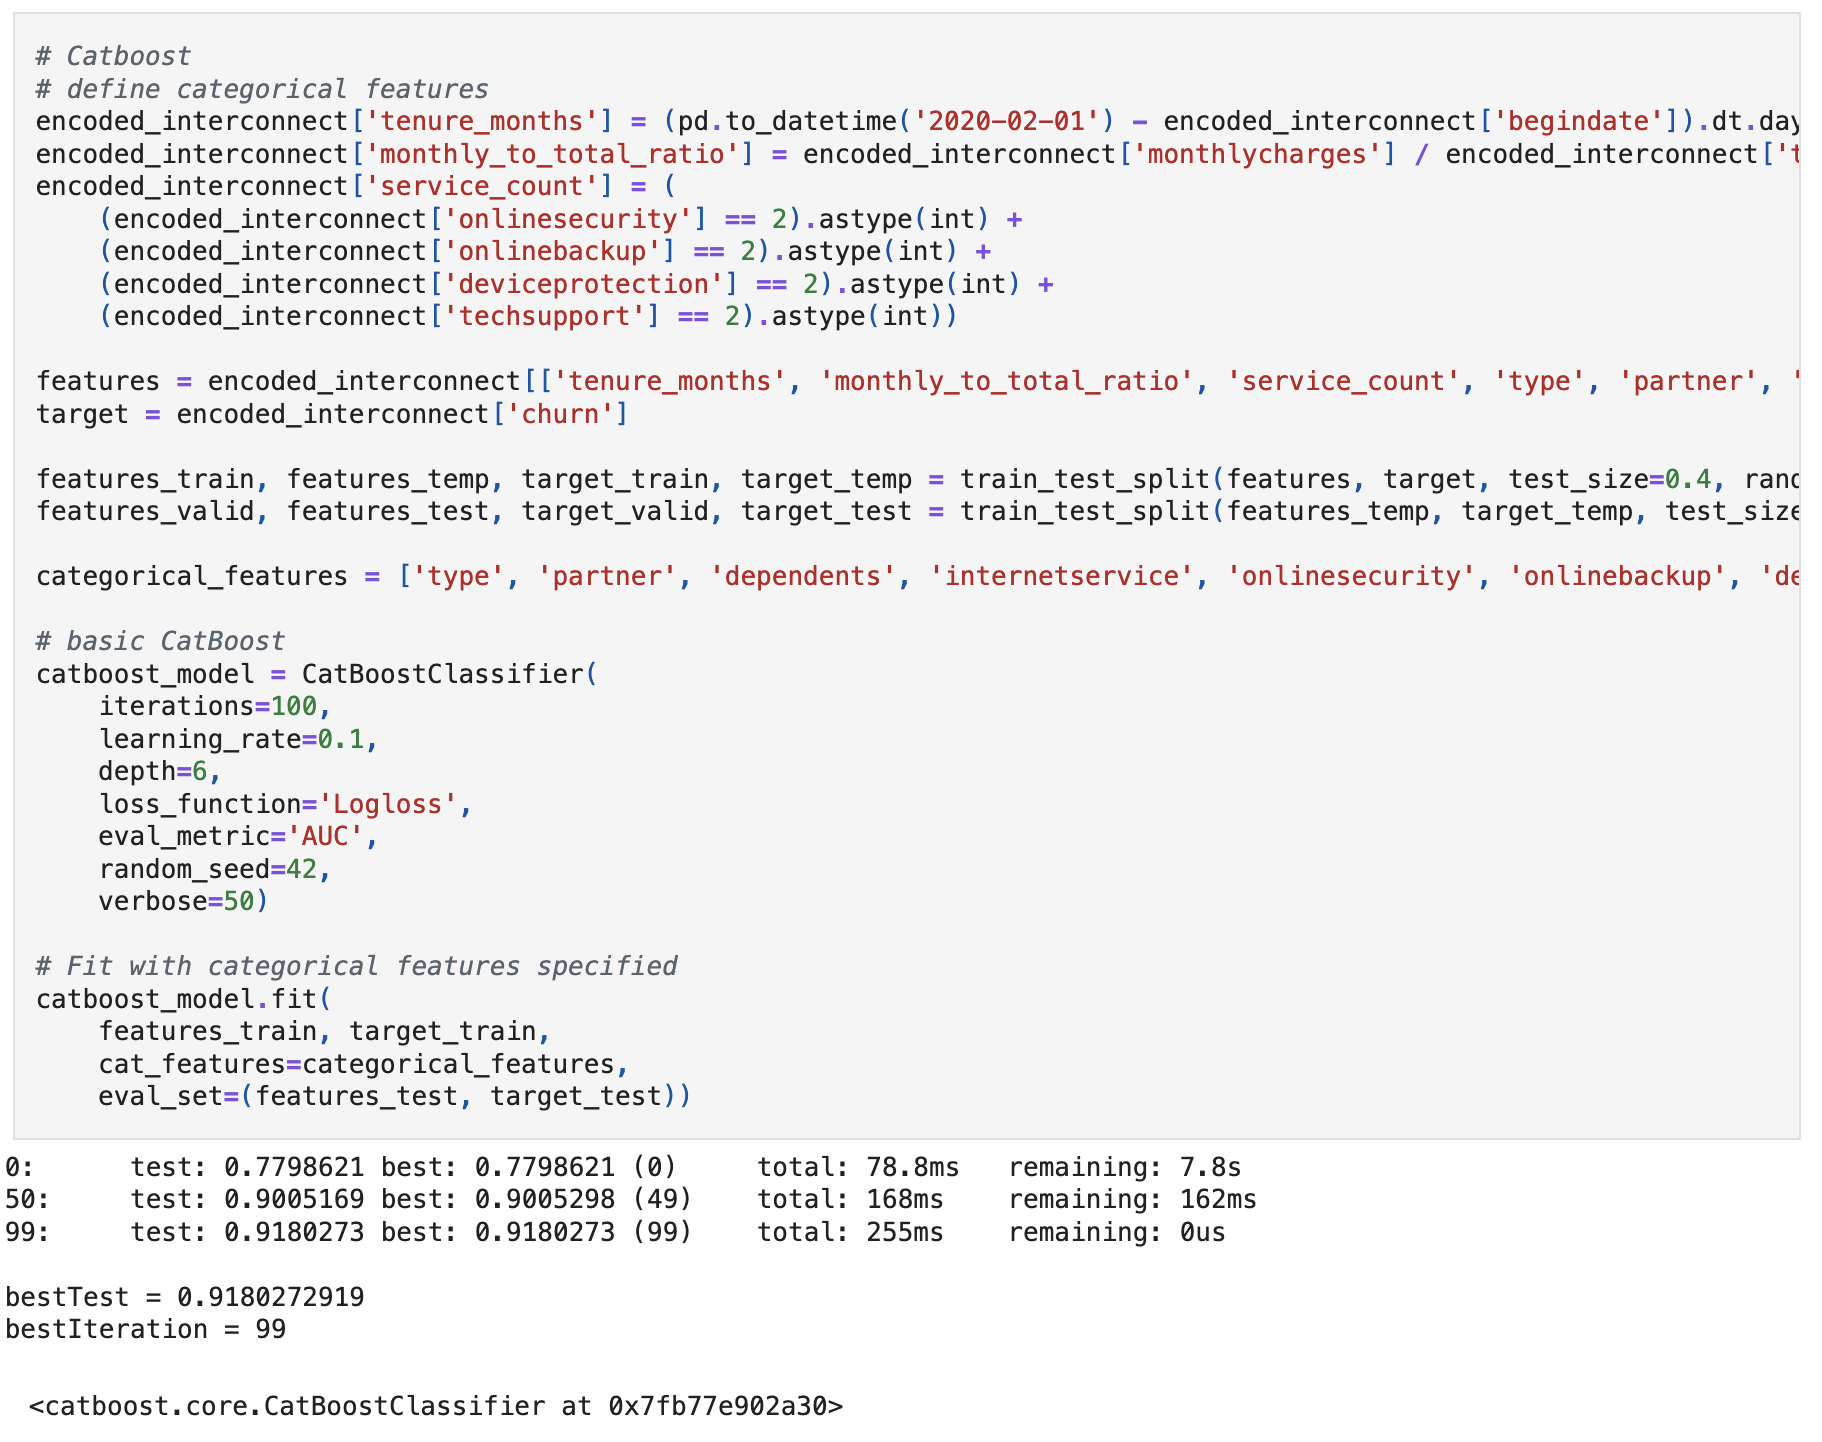 # Catboost
# define categorical features
encoded_interconnect['tenure_months'] = (pd.to_datetime('2020-02-01') - encoded_interconnect['begindate']).dt.day
encoded_interconnect['monthly_to_total_ratio'] = encoded_interconnect['monthlycharges'] / encoded_interconnect['t
encoded_interconnect['service_count'] = (
    (encoded_interconnect['onlinesecurity'] == 2).astype(int) +
    (encoded_interconnect['onlinebackup'] == 2).astype(int) +
    (encoded_interconnect['deviceprotection'] == 2).astype(int) +
    (encoded_interconnect['techsupport'] == 2).astype(int))
features = encoded_interconnect[['tenure_months', 'monthly_to_total_ratio', 'service_count', 'type', 'partner', '
target = encoded_interconnect['churn']
features_train, features_temp, target_train, target_temp = train_test_split(features, target, test_size=0.4, rand
features_valid, features_test, target_valid, target_test = train_test_split(features_temp, target_temp, test_size
categorical_features = ['type', 'partner', 'dependents', 'internetservice', 'onlinesecurity', 'onlinebackup', 'de
# basic CatBoost
catboost_model = CatBoostClassifier(
    iterations=100,
    learning_rate=0.1,
    depth=6,
    loss_function='Logloss',
    eval_metric='AUC',
    random_seed=42,
    verbose=50)
# Fit with categorical features specified
catboost_model.fit(
    features_train, target_train,
    cat_features=categorical_features,
    eval_set=(features_test, target_test))
0:      test: 0.7798621 best: 0.7798621 (0)     total: 78.8ms   remaining: 7.8s
50:     test: 0.9005169 best: 0.9005298 (49)    total: 168ms    remaining: 162ms
99:     test: 0.9180273 best: 0.9180273 (99)    total: 255ms    remaining: 0us
bestTest = 0.9180272919
bestIteration = 99
<catboost.core.CatBoostClassifier at 0x7fb77e902a30>